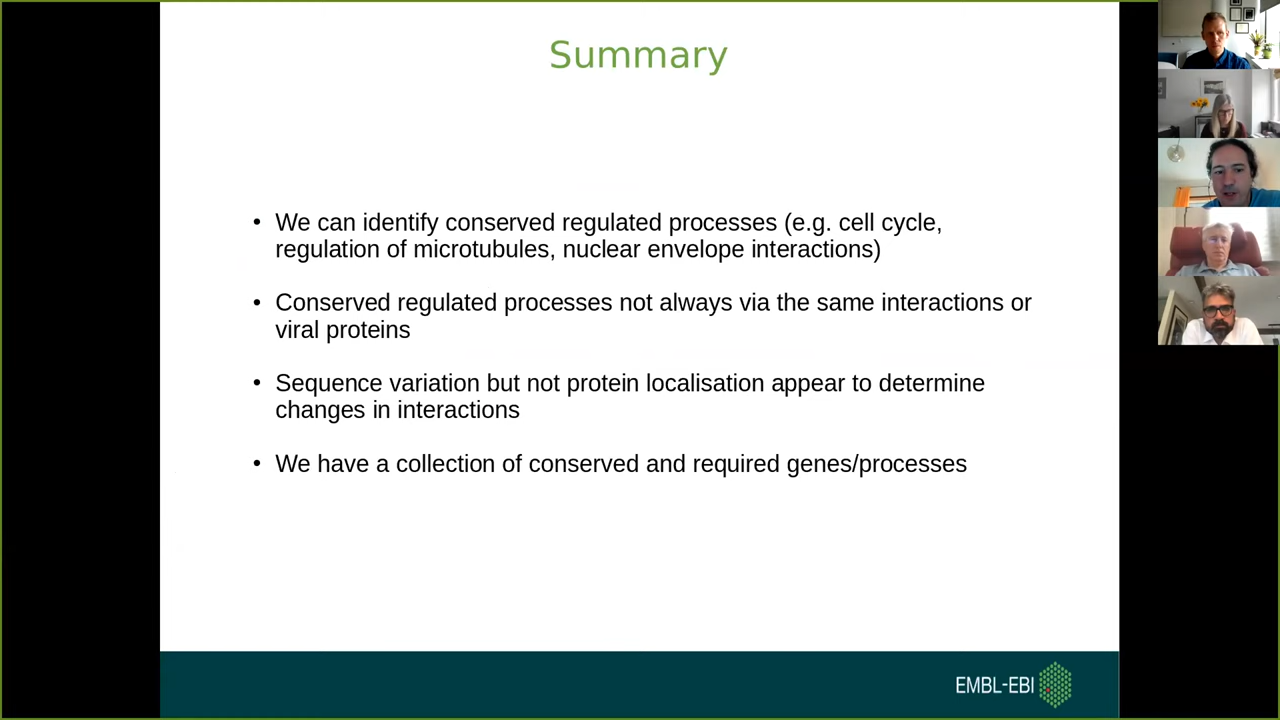 Summary
• We can identify conserved regulated processes (e.g. cell cycle,
regulation of microtubules, nuclear envelope interactions)
• Conserved regulated processes not always via the same interactions or
viral proteins
• Sequence variation but not protein localisation appear to determine
changes in interactions
• We have a collection of conserved and required genes/processes
EMBL-EBI